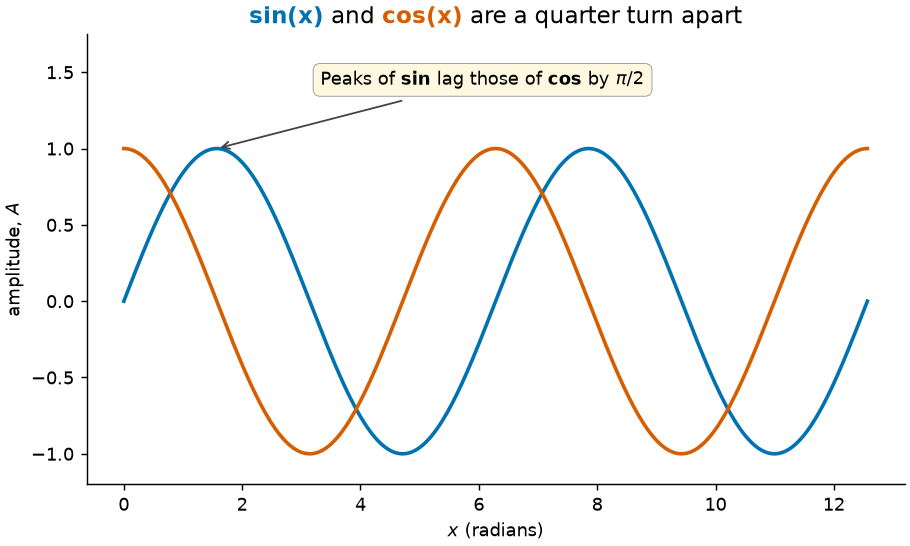 sin(x) and cos(x) are a quarter turn apart
Peaks of sin lag those of cos by π/2
amplitude, A
1.5
1.0
0.5
0.0
−0.5
−1.0
0 2 4 6 8 10 12
x (radians)